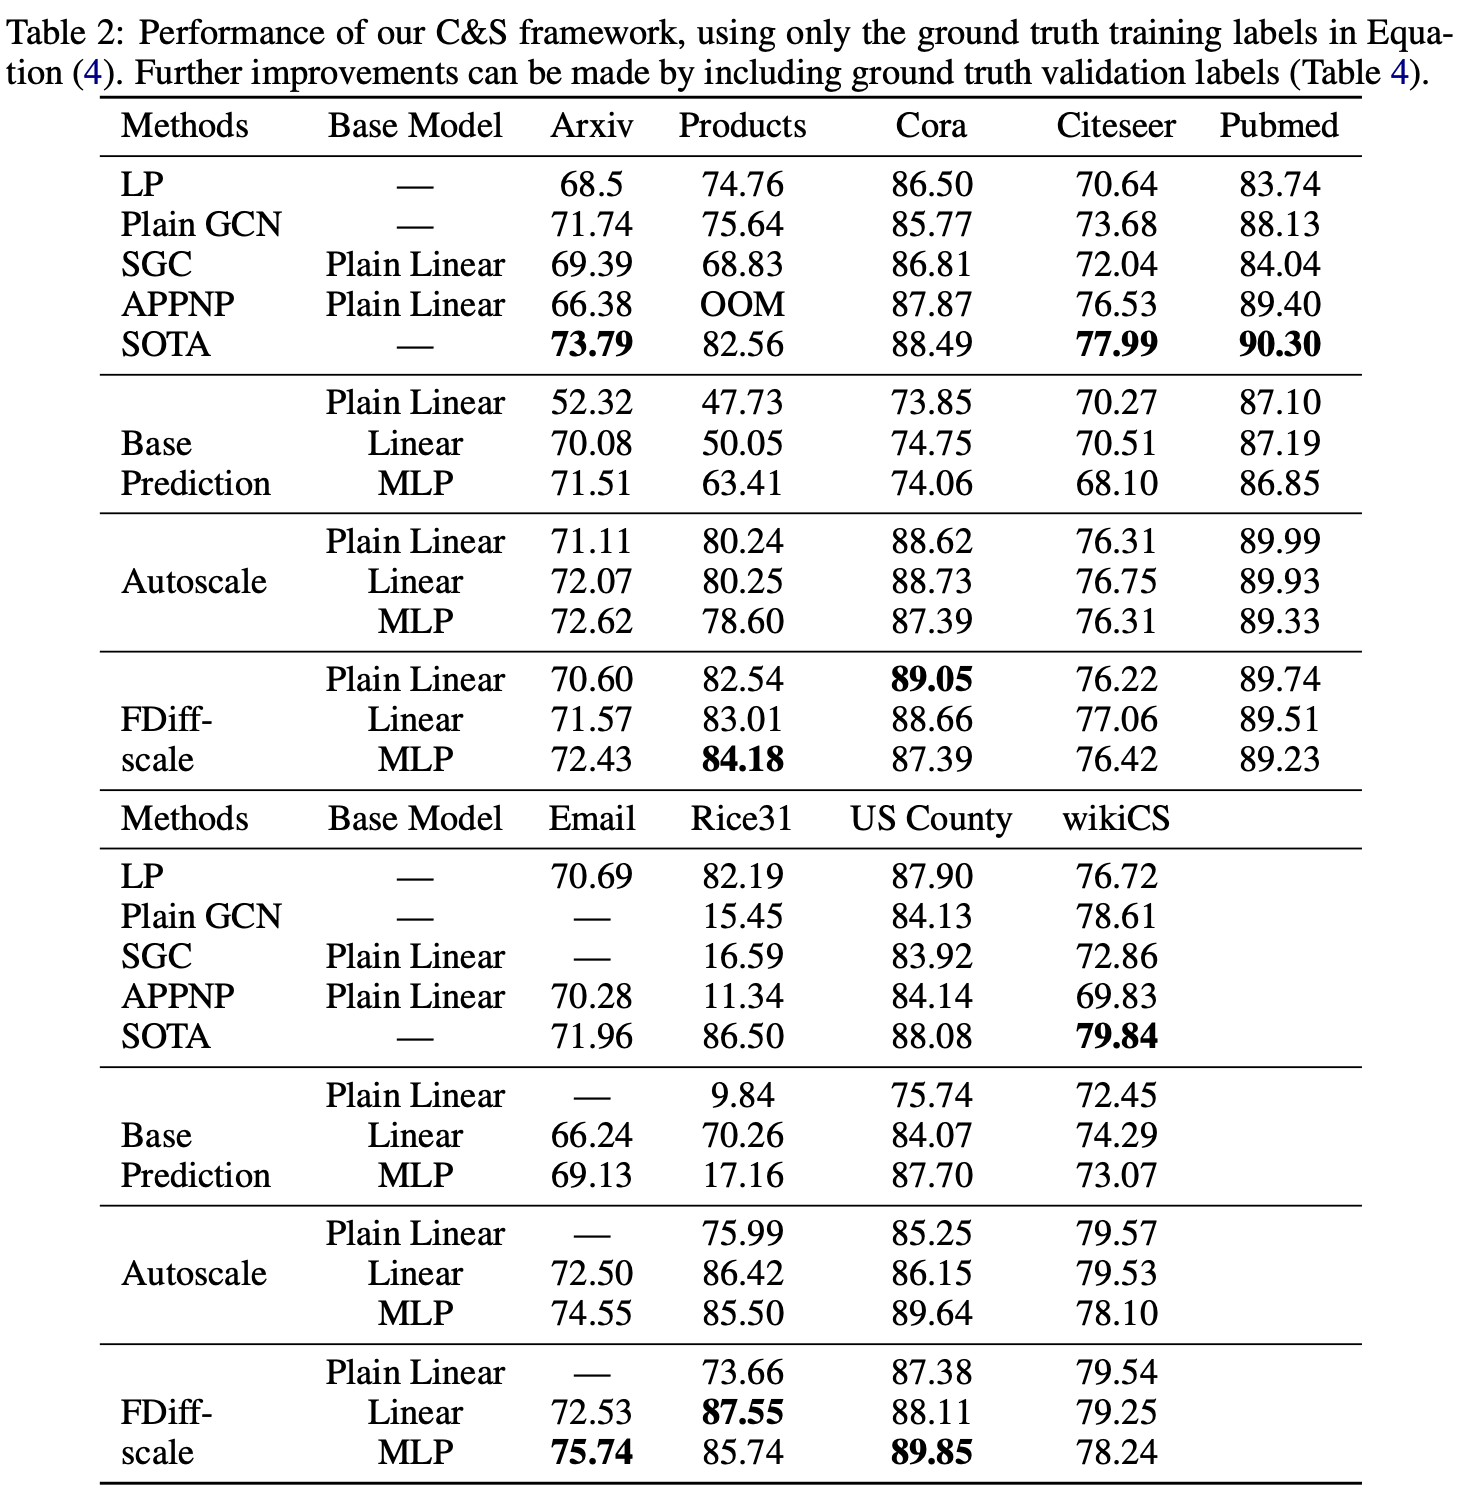 Table 2: Performance of our C&S framework, using only the ground truth training labels in Equa-
tion (4). Further improvements can be made by including ground truth validation labels (Table 4).
Methods Base Model Arxiv Products Cora Citeseer Pubmed
LP — 68.5 74.76 86.50 70.64 83.74
Plain GCN — 71.74 75.64 85.77 73.68 88.13
SGC Plain Linear 69.39 68.83 86.81 72.04 84.04
APPNP Plain Linear 66.38 OOM 87.87 76.53 89.40
SOTA — 73.79 82.56 88.49 77.99 90.30
Plain Linear 52.32 47.73 73.85 70.27 87.10
Base Linear 70.08 50.05 74.75 70.51 87.19
Prediction MLP 71.51 63.41 74.06 68.10 86.85
Plain Linear 71.11 80.24 88.62 76.31 89.99
Autoscale Linear 72.07 80.25 88.73 76.75 89.93
MLP 72.62 78.60 87.39 76.31 89.33
Plain Linear 70.60 82.54 89.05 76.22 89.74
FDiff- Linear 71.57 83.01 88.66 77.06 89.51
scale MLP 72.43 84.18 87.39 76.42 89.23
Methods Base Model Email Rice31 US County wikiCS
LP — 70.69 82.19 87.90 76.72
Plain GCN — — 15.45 84.13 78.61
SGC Plain Linear — 16.59 83.92 72.86
APPNP Plain Linear 70.28 11.34 84.14 69.83
SOTA — 71.96 86.50 88.08 79.84
Plain Linear — 9.84 75.74 72.45
Base Linear 66.24 70.26 84.07 74.29
Prediction MLP 69.13 17.16 87.70 73.07
Plain Linear — 75.99 85.25 79.57
Autoscale Linear 72.50 86.42 86.15 79.53
MLP 74.55 85.50 89.64 78.10
Plain Linear — 73.66 87.38 79.54
FDiff- Linear 72.53 87.55 88.11 79.25
scale MLP 75.74 85.74 89.85 78.24